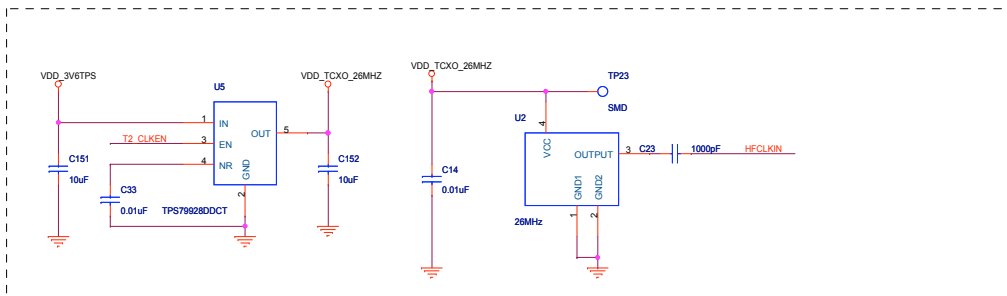 VDD_3V6TPS
VDD_TCXO_26MHZ
VDD_TCXO_26MHZ
TP23
SMD
U5
U2
1
IN
OUT
5
T2_CLKEN
3
EN
4
NR
GND
2
TPS79928DDCT
C151
10uF
C33
0.01uF
C152
10uF
C14
0.01uF
4
VCC
OUTPUT
3
C23
1000pF
HFCLKIN
GND1
GND2
1
2
26MHz